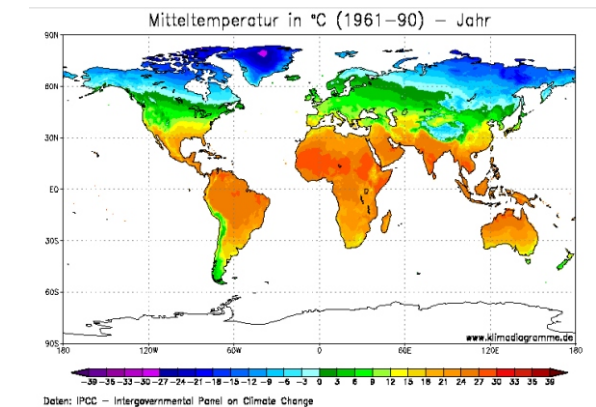 Mitteltemperatur in °C (1961-90) - Jahr
90N
60N
30N
EQ
30S
60S
90S
180 120W 60W 0 60E 120E 180
www.klimadiagramme.de
-39 -35 -33 -30 -27 -24 -21 -18 -15 -12 -9 -6 -3 0 3 6 9 12 15 18 21 24 27 30 33 35 39
Daten: IPCC - Intergovernmental Panel on Climate Change